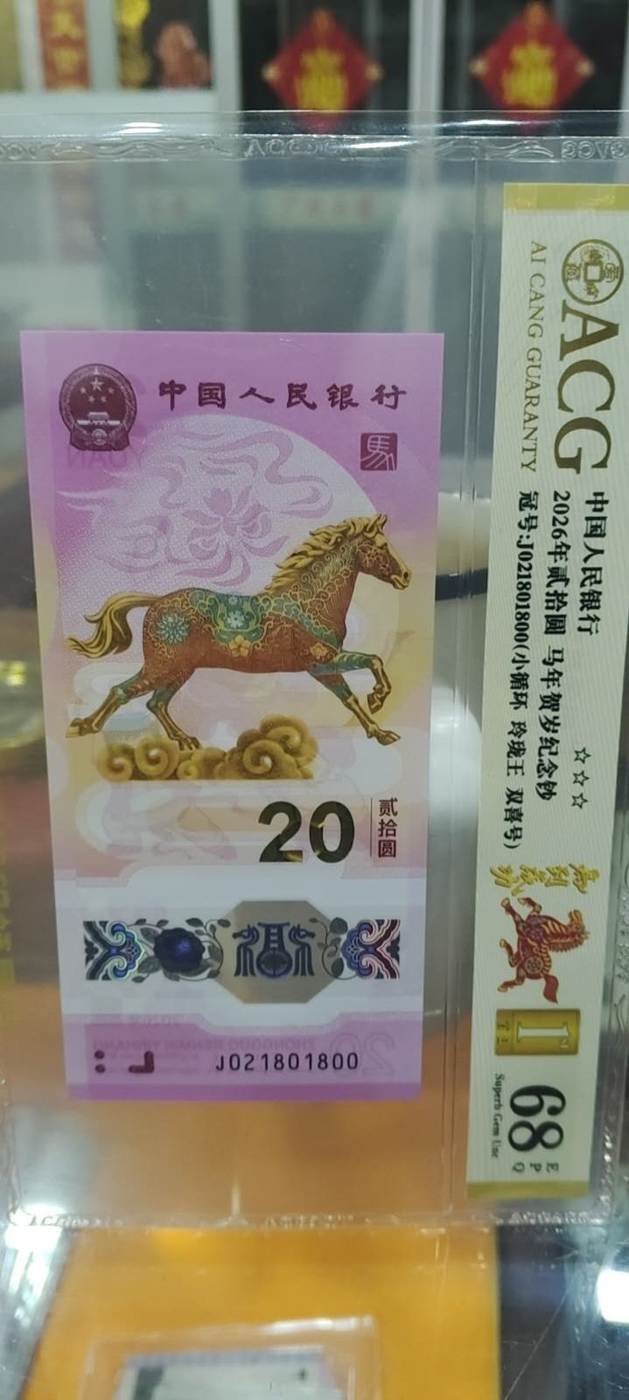 中国人民银行
馬
20
贰拾圆
J021801800
ACG
AI CANG GUARANTY
中国人民银行
2026年贰拾圆 马年贺岁纪念钞
冠号:J021801800(小循环 玲珑王 双喜号)
☆☆☆
68
EPQ
Superb Gem Unc